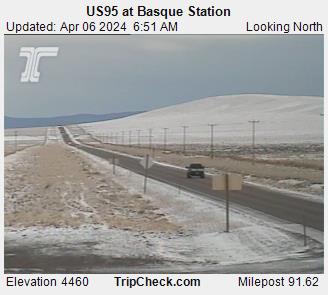 US95 at Basque Station
Updated: Apr 06 2024 6:51 AM Looking North
Elevation 4460 TripCheck.com Milepost 91.62